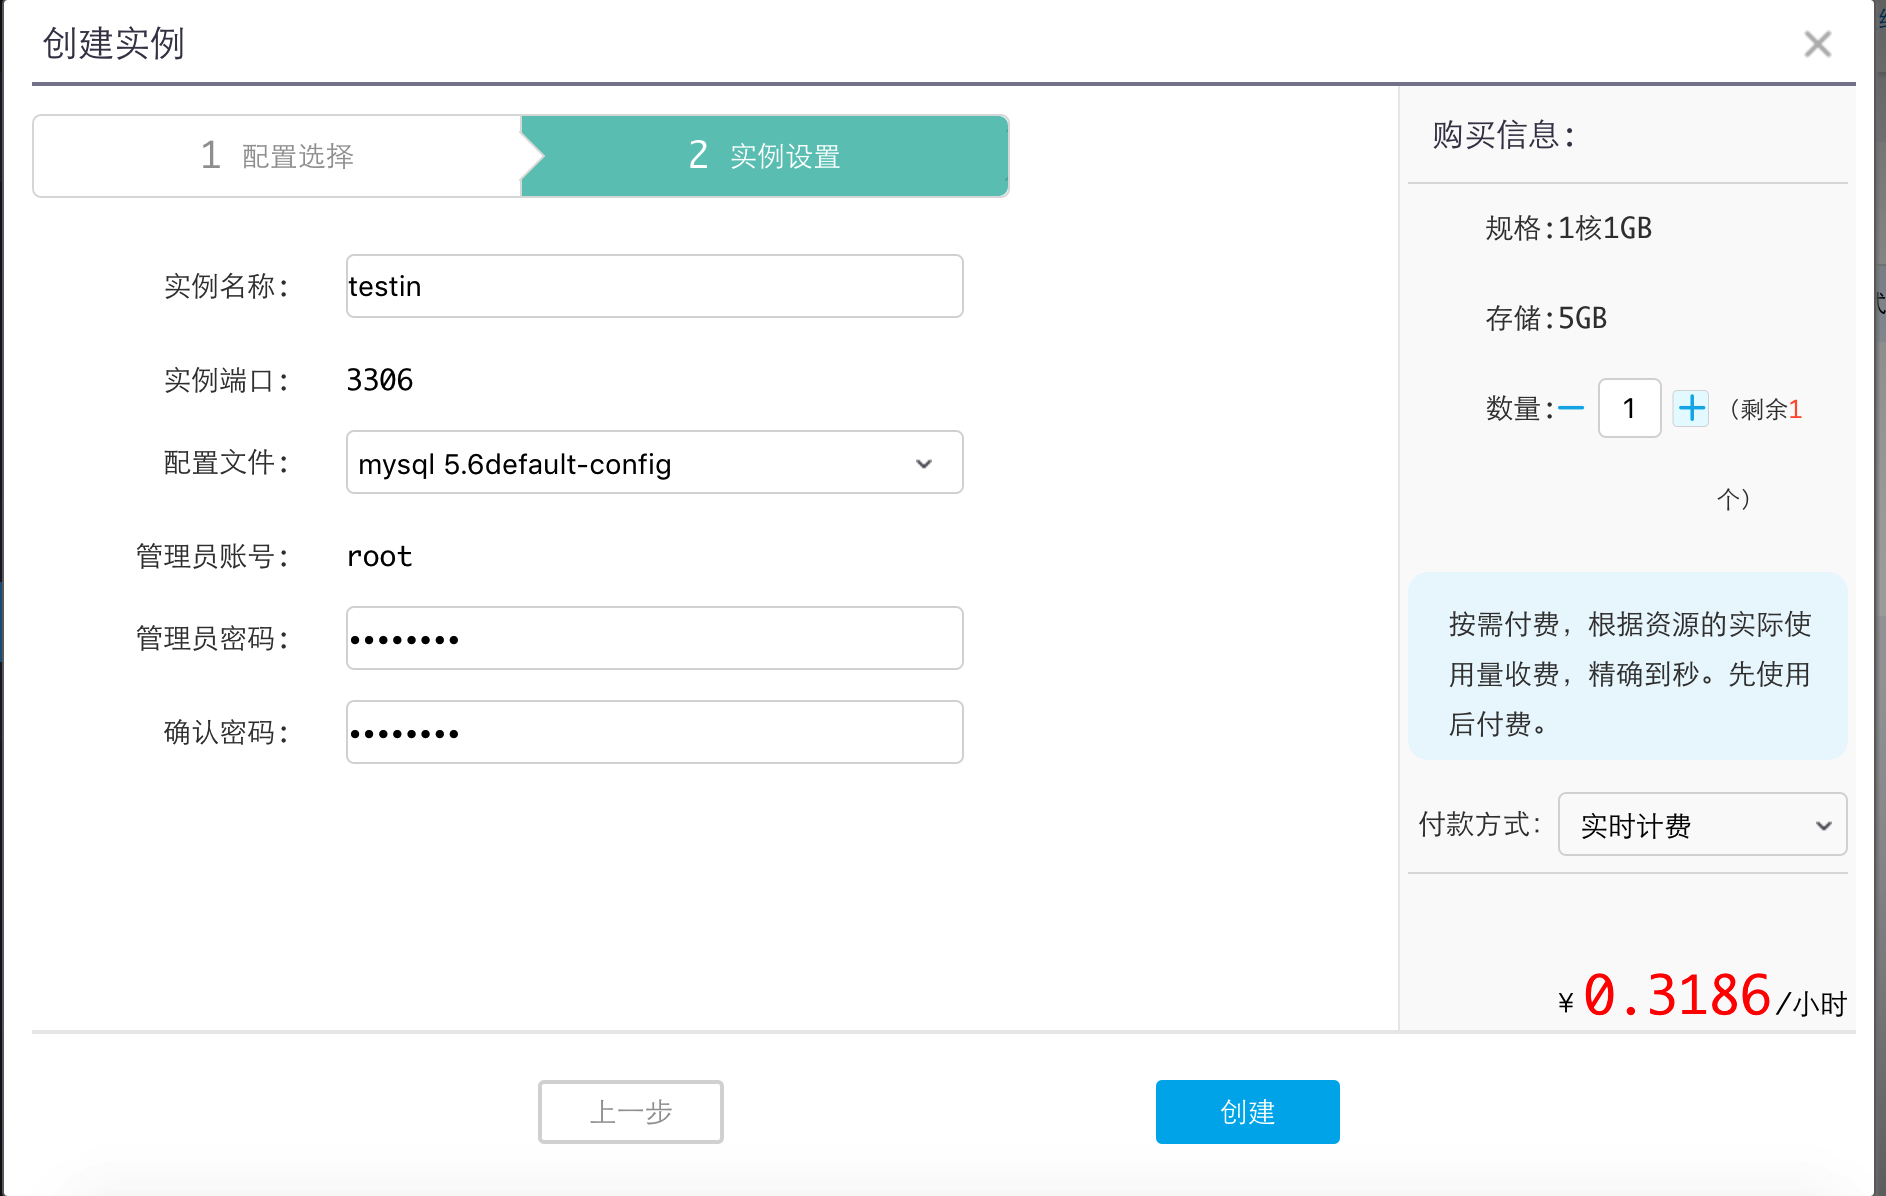 创建实例
1 配置选择
2 实例设置
实例名称：
testin
实例端口：
3306
配置文件：
mysql 5.6default-config
管理员账号：
root
管理员密码：
••••••••
确认密码：
••••••••
购买信息：
规格:1核1GB
存储:5GB
数量: 1 （剩余1
个）
按需付费，根据资源的实际使
用量收费，精确到秒。先使用
后付费。
付款方式： 实时计费
¥ 0.3186/小时
上一步
创建